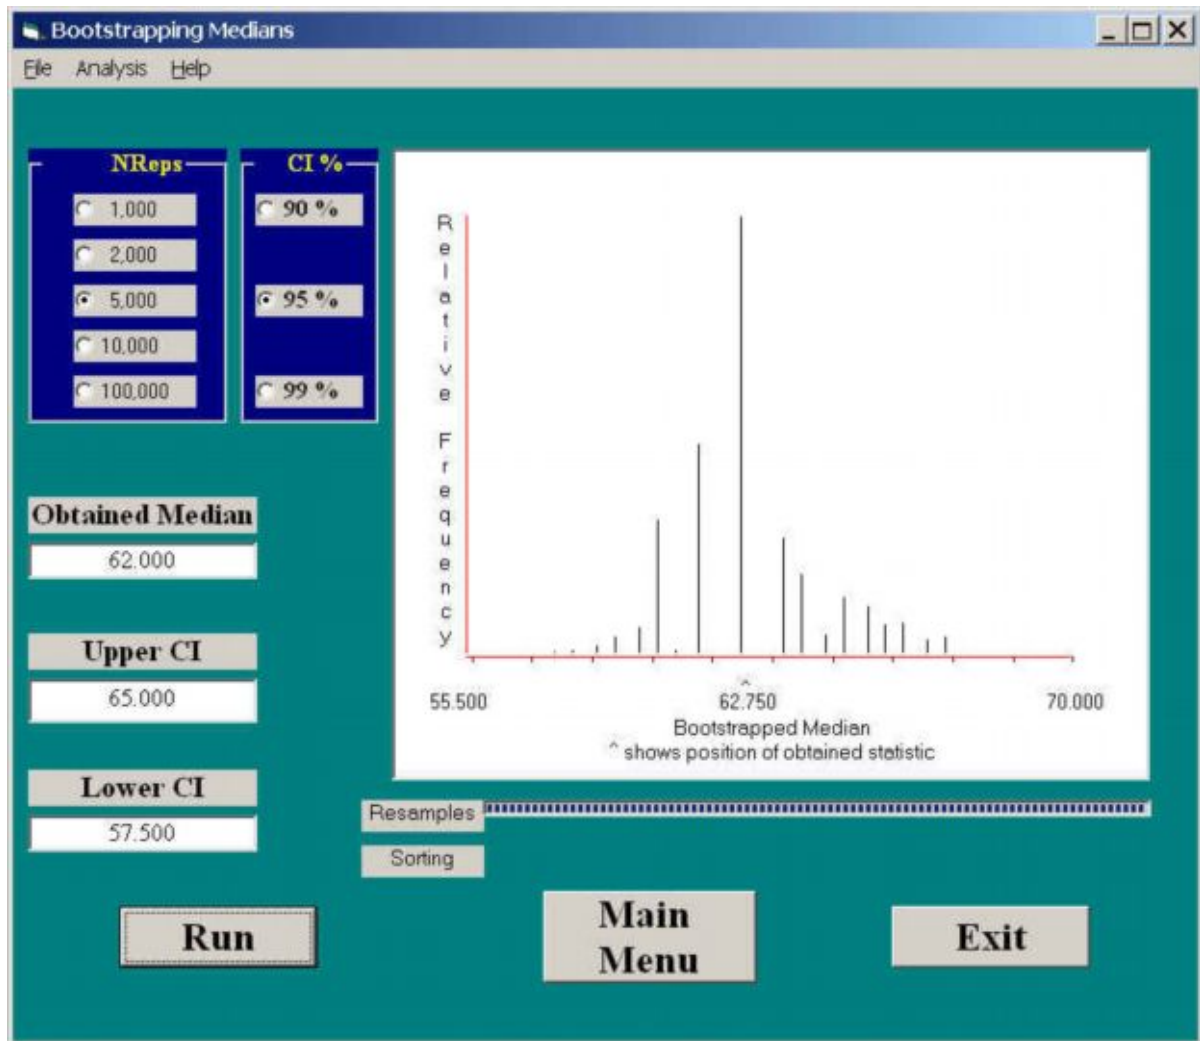 Bootstrapping Medians
File Analysis Help
NReps
1,000
2,000
5,000
10,000
100,000
CI %
90 %
95 %
99 %
Relative Frequency
55.500 62.750 70.000
^
Bootstrapped Median
^ shows position of obtained statistic
Obtained Median
62.000
Upper CI
65.000
Lower CI
57.500
Resamples
Sorting
Run
Main
Menu
Exit